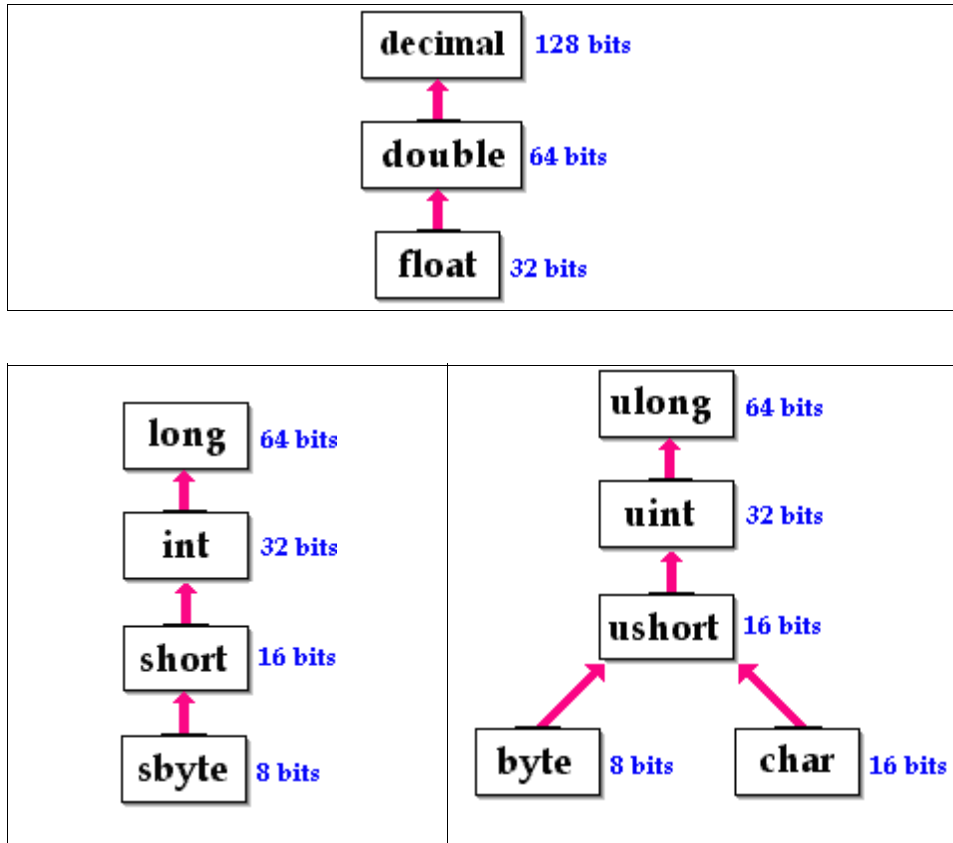 decimal 128 bits
double 64 bits
float 32 bits
long 64 bits
int 32 bits
short 16 bits
sbyte 8 bits
ulong 64 bits
uint 32 bits
ushort 16 bits
byte 8 bits
char 16 bits